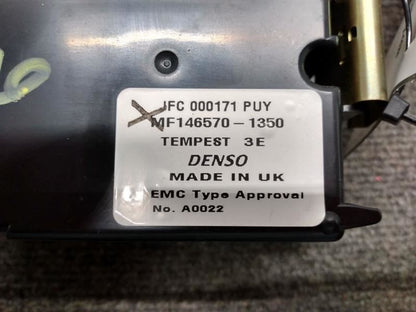 JFC 000171 PUY
MF146570-1350
TEMPEST 3E
DENSO
MADE IN UK
EMC Type Approval
No. A0022